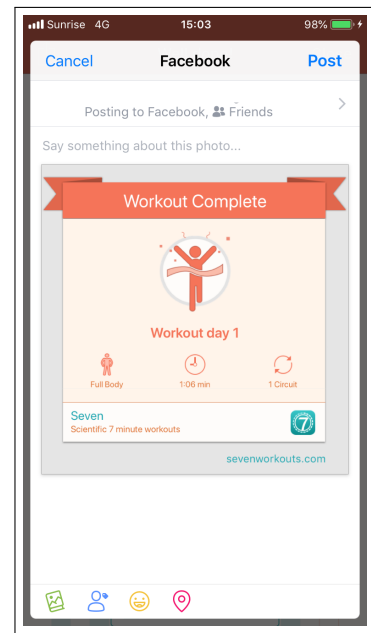 Sunrise 4G 15:03 98%
Cancel Facebook Post
Posting to Facebook, Friends
Say something about this photo...
Workout Complete
Workout day 1
Full Body 1:06 min 1 Circuit
Seven
Scientific 7 minute workouts
7
sevenworkouts.com